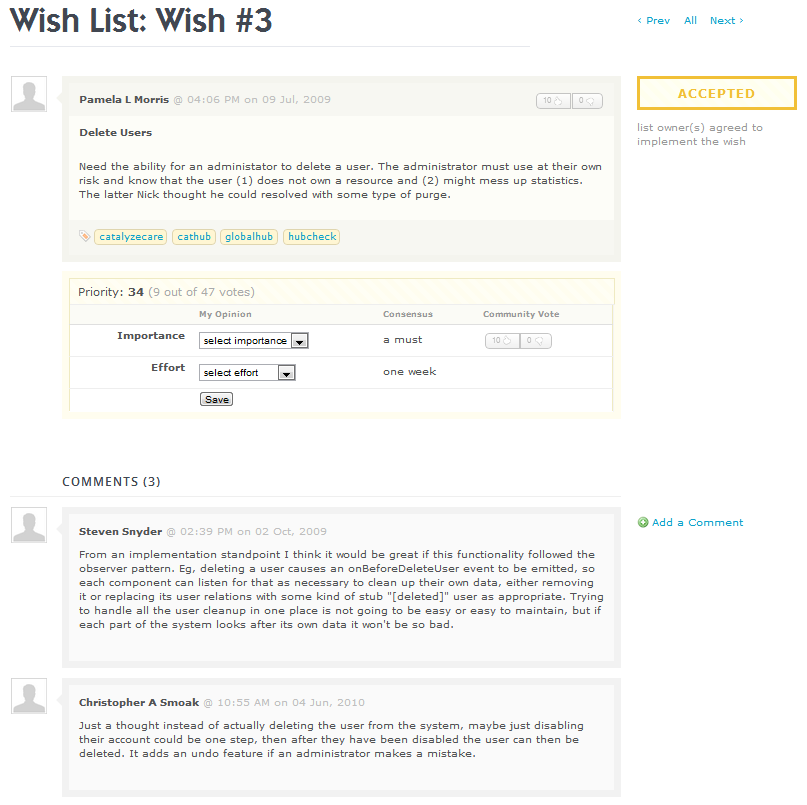 Wish List: Wish #3
‹ Prev All Next ›
Pamela L Morris @ 04:06 PM on 09 Jul, 2009
10 0
ACCEPTED
list owner(s) agreed to
implement the wish
Delete Users
Need the ability for an administator to delete a user. The administrator must use at their own
risk and know that the user (1) does not own a resource and (2) might mess up statistics.
The latter Nick thought he could resolved with some type of purge.
catalyzecare cathub globalhub hubcheck
Priority: 34 (9 out of 47 votes)
My Opinion Consensus Community Vote
Importance select importance a must 10 0
Effort select effort one week
Save
COMMENTS (3)
Add a Comment
Steven Snyder @ 02:39 PM on 02 Oct, 2009
From an implementation standpoint I think it would be great if this functionality followed the
observer pattern. Eg, deleting a user causes an onBeforeDeleteUser event to be emitted, so
each component can listen for that as necessary to clean up their own data, either removing
it or replacing its user relations with some kind of stub "[deleted]" user as appropriate. Trying
to handle all the user cleanup in one place is not going to be easy or easy to maintain, but if
each part of the system looks after its own data it won't be so bad.
Christopher A Smoak @ 10:55 AM on 04 Jun, 2010
Just a thought instead of actually deleting the user from the system, maybe just disabling
their account could be one step, then after they have been disabled the user can then be
deleted. It adds an undo feature if an administrator makes a mistake.